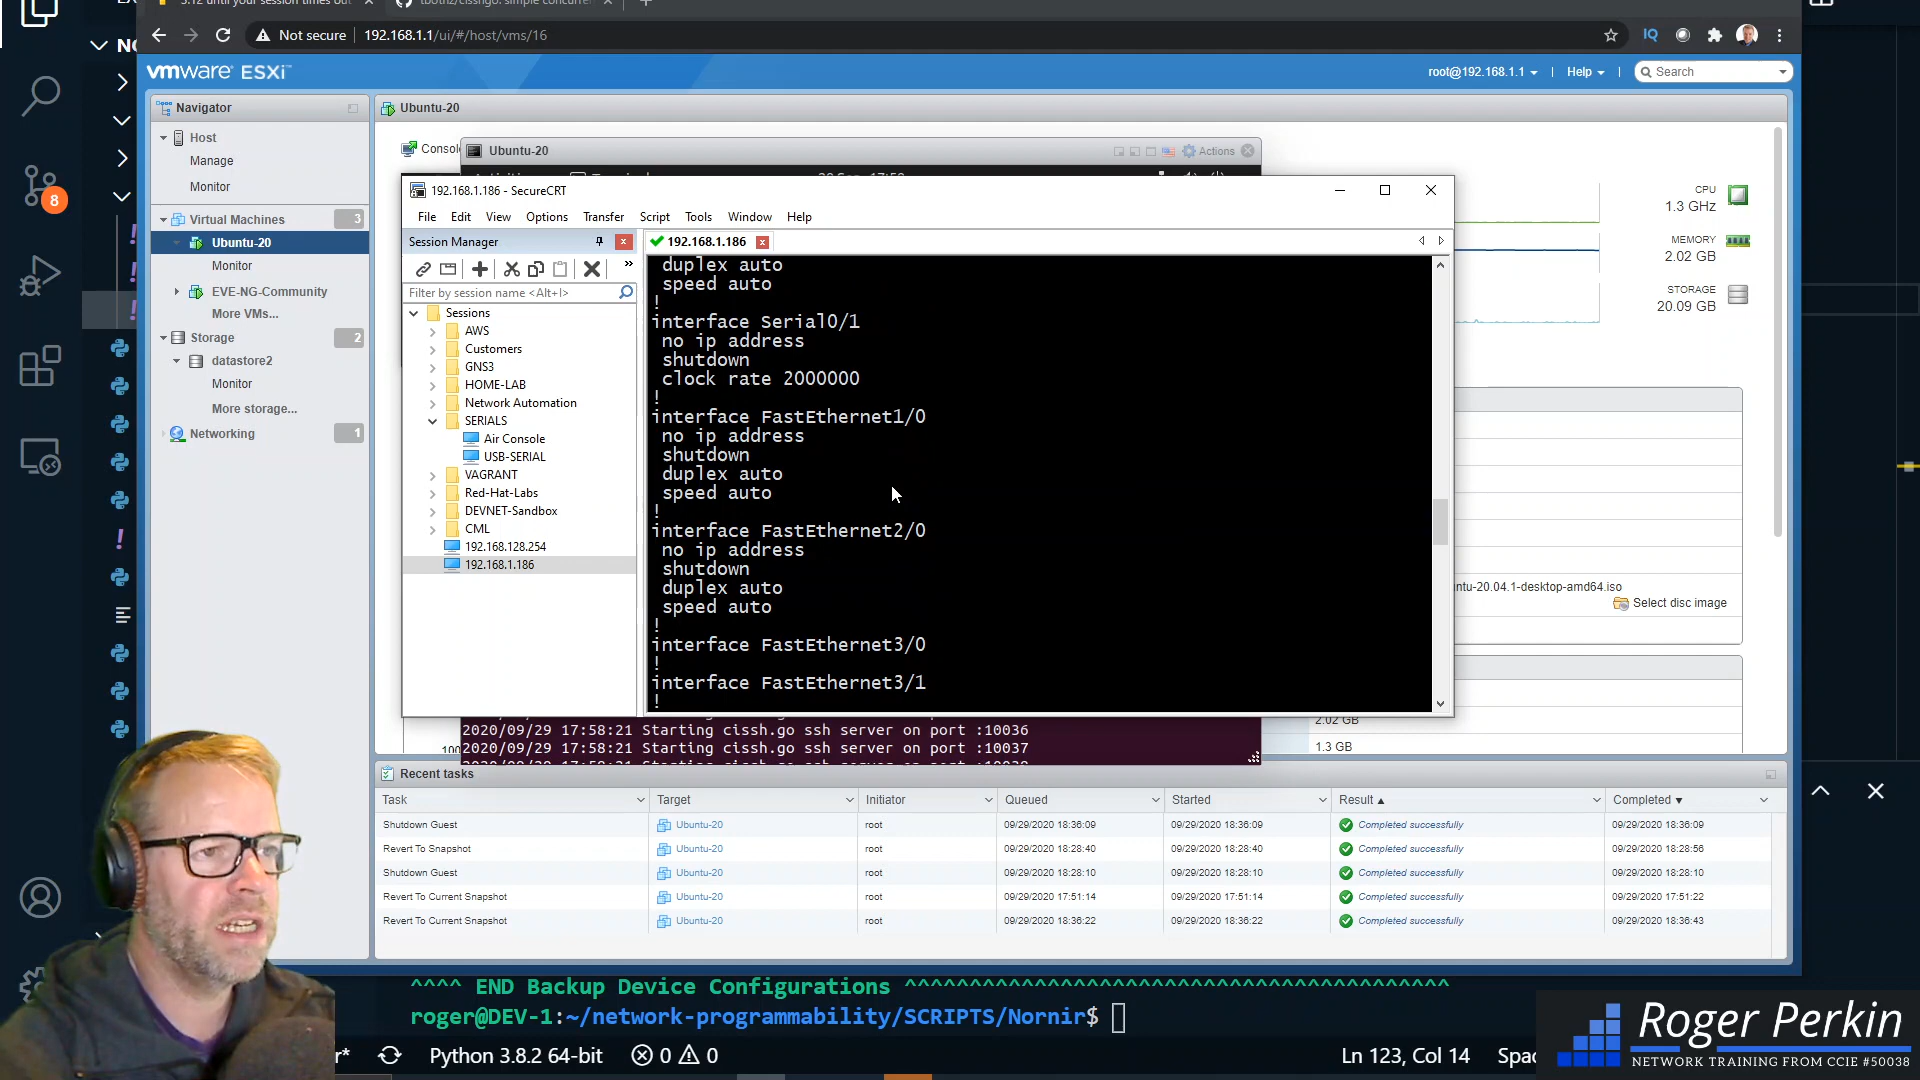 Not secure
192.168.1.1/ui/#/host/vms/16
IQ
vmware ESXi™
root@192.168.1.1
Help
Search
Navigator
Ubuntu-20
Host
Manage
Monitor
Virtual Machines
3
Ubuntu-20
Monitor
EVE-NG-Community
More VMs...
Storage
2
datastore2
Monitor
More storage...
Networking
1
8
Ubuntu-20
Actions
CPU
1.3 GHz
MEMORY
2.02 GB
STORAGE
20.09 GB
ntu-20.04.1-desktop-amd64.iso
Select disc image
2.02 GB
1.3 GB
192.168.1.186 - SecureCRT
File Edit View Options Transfer Script Tools Window Help
Session Manager
192.168.1.186
Filter by session name <Alt+I>
Sessions
AWS
Customers
GNS3
HOME-LAB
Network Automation
SERIALS
Air Console
USB-SERIAL
VAGRANT
Red-Hat-Labs
DEVNET-Sandbox
CML
192.168.128.254
192.168.1.186
duplex auto
speed auto
!
interface Serial0/1
no ip address
shutdown
clock rate 2000000
!
interface FastEthernet1/0
no ip address
shutdown
duplex auto
speed auto
!
interface FastEthernet2/0
no ip address
shutdown
duplex auto
speed auto
!
interface FastEthernet3/0
!
interface FastEthernet3/1
!
2020/09/29 17:58:21 Starting cissh.go ssh server on port :10036
2020/09/29 17:58:21 Starting cissh.go ssh server on port :10037
Recent tasks
Task Target Initiator Queued Started Result ▲ Completed ▼
Shutdown Guest Ubuntu-20 root 09/29/2020 18:36:09 09/29/2020 18:36:09 Completed successfully 09/29/2020 18:36:09
Revert To Snapshot Ubuntu-20 root 09/29/2020 18:28:40 09/29/2020 18:28:40 Completed successfully 09/29/2020 18:28:56
Shutdown Guest Ubuntu-20 root 09/29/2020 18:28:10 09/29/2020 18:28:10 Completed successfully 09/29/2020 18:28:10
Revert To Current Snapshot Ubuntu-20 root 09/29/2020 17:51:14 09/29/2020 17:51:14 Completed successfully 09/29/2020 17:51:22
Revert To Current Snapshot Ubuntu-20 root 09/29/2020 18:36:22 09/29/2020 18:36:22 Completed successfully 09/29/2020 18:36:43
^^^^ END Backup Device Configurations ^^^^^^^^^^^^^^^^^^^^^^^^^^^^^^^^^^^^^^^^^^
roger@DEV-1:~/network-programmability/SCRIPTS/Nornir$
Python 3.8.2 64-bit
0
0
Ln 123, Col 14
Roger Perkin
NETWORK TRAINING FROM CCIE #50038